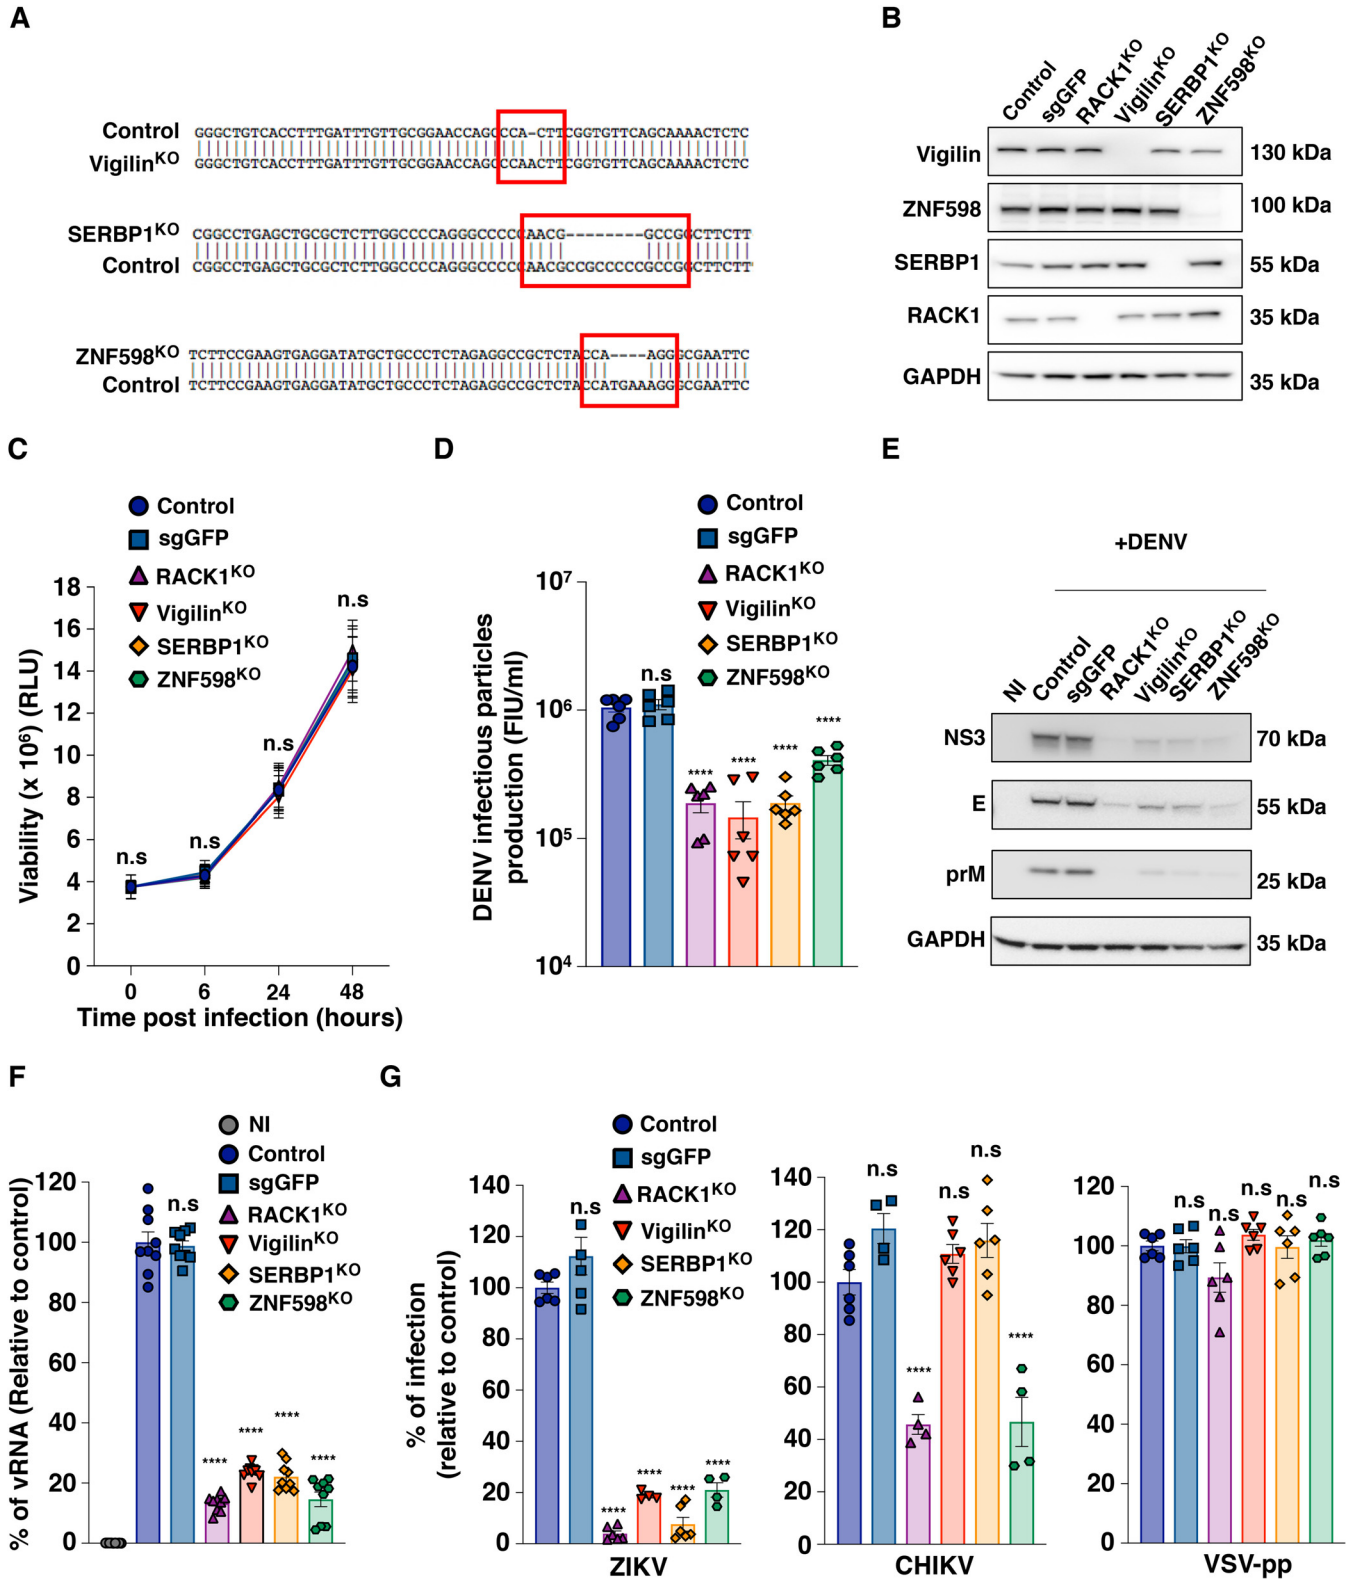 A
Control GGGCTGTCACCTTTGATTTGTTGCGGAACCAGCCCA-CTTCGGTGTTCAGCAAAACTCTC
VigilinKO GGGCTGTCACCTTTGATTTGTTGCGGAACCAGCCCAACTTCGGTGTTCAGCAAAACTCTC
SERBP1KO CGGCCTGAGCTGCGCTCTTGGCCCCAGGGCCCCCAACG--------GCCGGCTTCTT
Control CGGCCTGAGCTGCGCTCTTGGCCCCAGGGCCCCCAACGCCGCCCCCGCCGGCTTCTT
ZNF598KO TCTTCCGAAGTGAGGATATGCTGCCCTCTAGAGGCCGCTCTACCA----AGGGCGAATTC
Control TCTTCCGAAGTGAGGATATGCTGCCCTCTAGAGGCCGCTCTACCATGAAAGGGCGAATTC
B
Control sgGFP RACK1KO VigilinKO SERBP1KO ZNF598KO
Vigilin 130 kDa
ZNF598 100 kDa
SERBP1 55 kDa
RACK1 35 kDa
GAPDH 35 kDa
C
Control
sgGFP
RACK1KO
VigilinKO
SERBP1KO
ZNF598KO
Viability (x 10⁶) (RLU)
18
16
14
12
10
8
6
4
2
0
n.s n.s n.s n.s
0 6 24 48
Time post infection (hours)
D
Control
sgGFP
RACK1KO
VigilinKO
SERBP1KO
ZNF598KO
DENV infectious particles
production (FIU/ml)
10⁷
10⁶
10⁵
10⁴
n.s **** **** **** ****
E
+DENV
NI Control sgGFP RACK1KO VigilinKO SERBP1KO ZNF598KO
NS3 70 kDa
E 55 kDa
prM 25 kDa
GAPDH 35 kDa
F
NI
Control
sgGFP
RACK1KO
VigilinKO
SERBP1KO
ZNF598KO
% of vRNA (Relative to control)
120
100
80
60
40
20
0
n.s **** **** **** ****
G
Control
sgGFP
RACK1KO
VigilinKO
SERBP1KO
ZNF598KO
% of infection
(relative to control)
140
120
100
80
60
40
20
0
n.s **** **** **** ****
ZIKV
140
120
100
80
60
40
20
0
n.s **** n.s n.s ****
CHIKV
120
100
80
60
40
20
0
n.s n.s n.s n.s n.s
VSV-pp